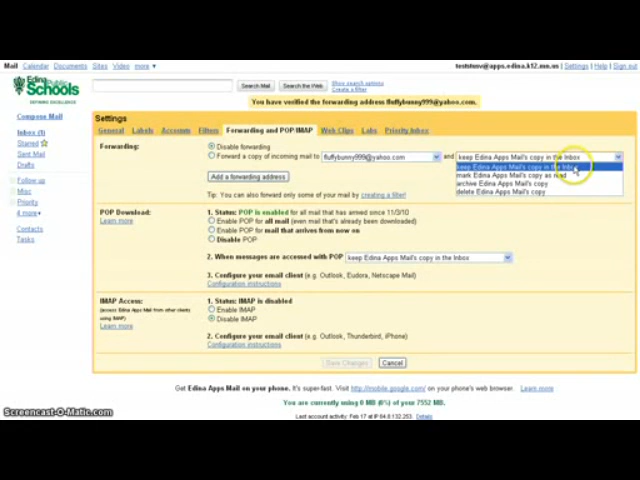 Mail Calendar Documents Sites Video more ▼
teststuv@apps.edina.k12.mn.us | Settings | Help | Sign out
Edina Public Schools
DEFINING EXCELLENCE
Search Mail Search the Web Show search options
Create a filter
You have verified the forwarding address fluffybunny999@yahoo.com.
Compose Mail
Inbox (1)
Starred
Sent Mail
Drafts
Follow up
Misc
Priority
4 more ▼
Contacts
Tasks
Settings
General Labels Accounts Filters Forwarding and POP/IMAP Web Clips Labs Priority Inbox
Forwarding:
Disable forwarding
Forward a copy of incoming mail to fluffybunny999@yahoo.com and keep Edina Apps Mail's copy in the Inbox
keep Edina Apps Mail's copy in the Inbox
mark Edina Apps Mail's copy as read
archive Edina Apps Mail's copy
delete Edina Apps Mail's copy
Add a forwarding address
Tip: You can also forward only some of your mail by creating a filter!
POP Download:
Learn more
1. Status: POP is enabled for all mail that has arrived since 11/3/10
Enable POP for all mail (even mail that's already been downloaded)
Enable POP for mail that arrives from now on
Disable POP
2. When messages are accessed with POP keep Edina Apps Mail's copy in the Inbox
3. Configure your email client (e.g. Outlook, Eudora, Netscape Mail)
Configuration instructions
IMAP Access:
(access Edina Apps Mail from other clients using IMAP)
Learn more
1. Status: IMAP is disabled
Enable IMAP
Disable IMAP
2. Configure your email client (e.g. Outlook, Thunderbird, iPhone)
Configuration instructions
Save Changes Cancel
Get Edina Apps Mail on your phone. It's super-fast. Visit http://mobile.google.com/ on your phone's web browser. Learn more
You are currently using 0 MB (0%) of your 7552 MB.
Last account activity: Feb 17 at IP 64.8.132.253. Details
Screencast-O-Matic.com